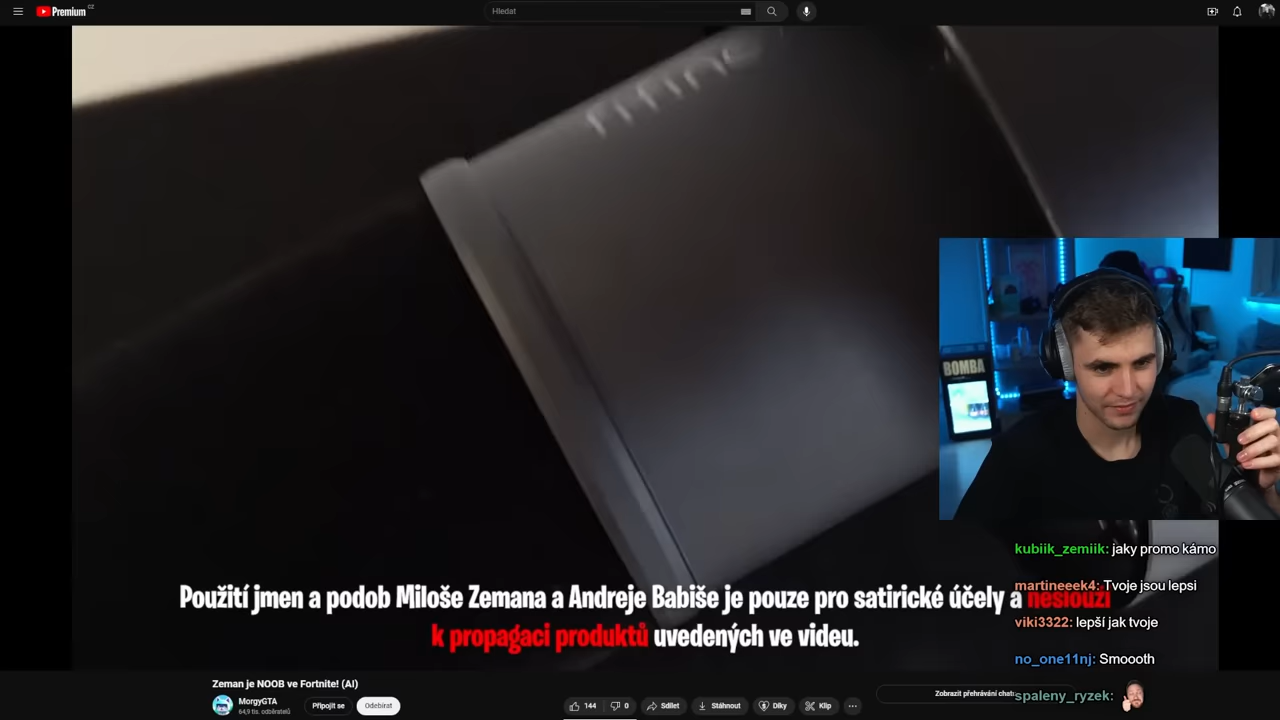 Premium CZ
Hledat
fifine
BOMBA
kubiik_zemiik: jaky promo kámo
martineeek4: Tvoje jsou lepsi
Použití jmen a podob Miloše Zemana a Andreje Babiše je pouze pro satirické účely a neslouží
k propagaci produktů uvedených ve videu.
viki3322: lepší jak tvoje
no_one11nj: Smoooth
spaleny_ryzek:
Zeman je NOOB ve Fortnite! (AI)
MorgyGTA
64,9 tis. odběratelů
Připojit se
Odebírat
144
0
Sdílet
Stáhnout
Díky
Klip
Zobrazit přehrávání chatu